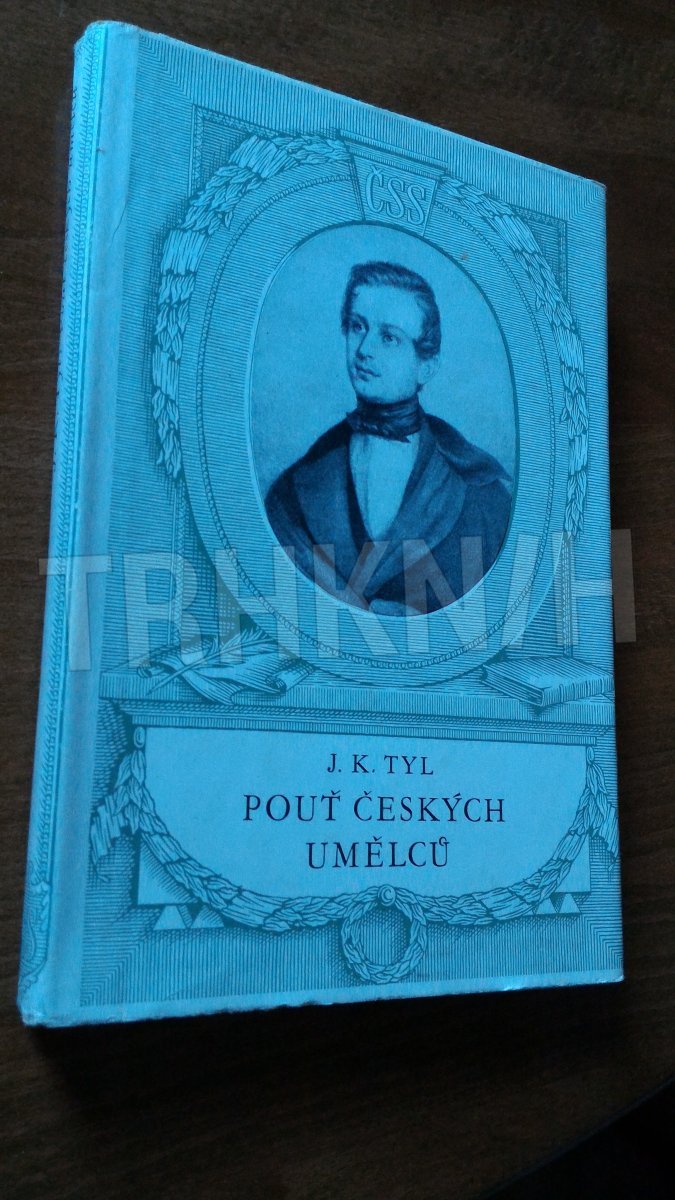 ČSS
TRHKNIH
J. K. TYL
POUŤ ČESKÝCH
UMĚLCŮ